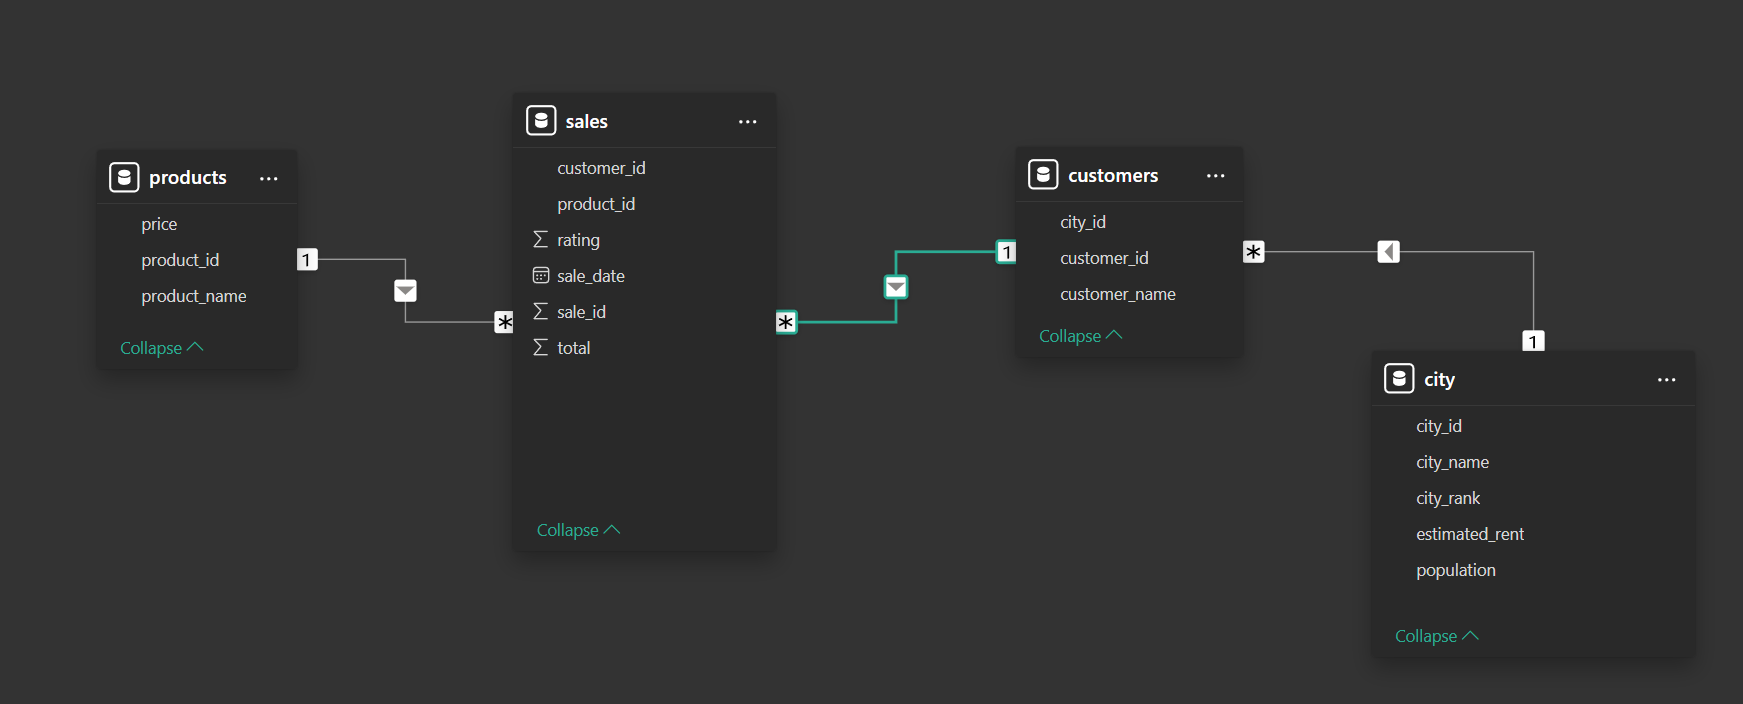 products
price
product_id
product_name
Collapse
1
*
sales
customer_id
product_id
Σ rating
sale_date
Σ sale_id
Σ total
Collapse
*
1
customers
city_id
customer_id
customer_name
Collapse
*
1
city
city_id
city_name
city_rank
estimated_rent
population
Collapse